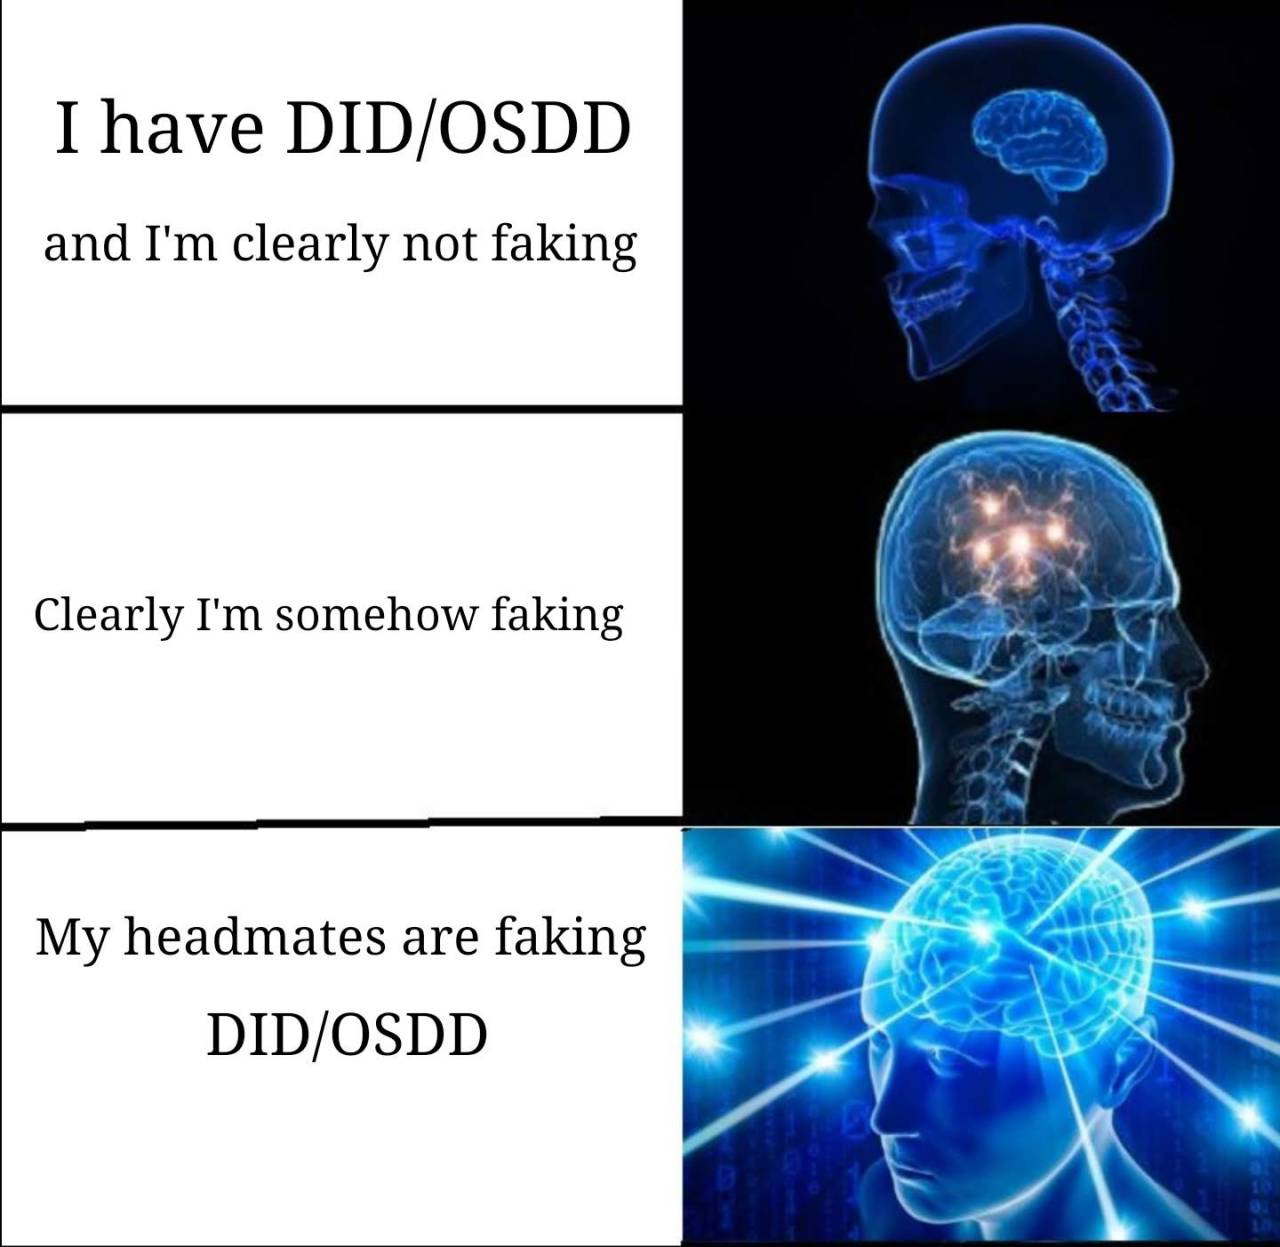 I have DID/OSDD
and I'm clearly not faking
Clearly I'm somehow faking
My headmates are faking
DID/OSDD